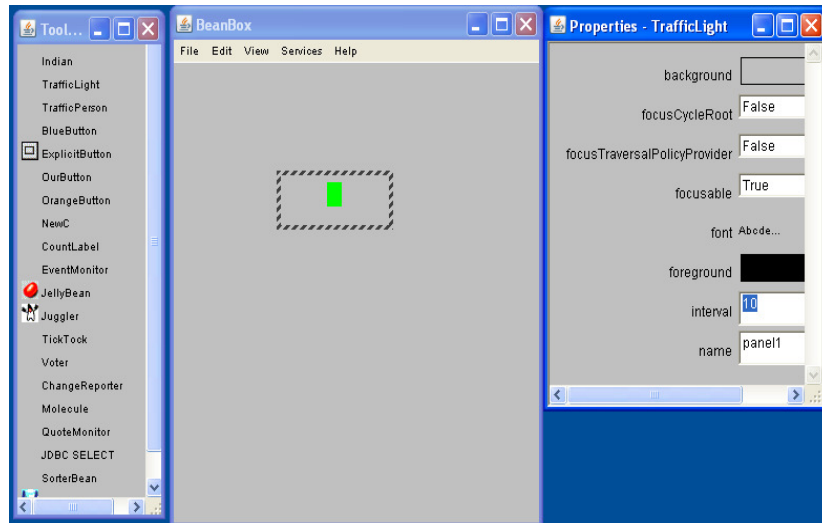 Tool...
Indian
TrafficLight
TrafficPerson
BlueButton
ExplicitButton
OurButton
OrangeButton
NewC
CountLabel
EventMonitor
JellyBean
Juggler
TickTock
Voter
ChangeReporter
Molecule
QuoteMonitor
JDBC SELECT
SorterBean
BeanBox
File Edit View Services Help
Properties - TrafficLight
background
focusCycleRoot False
focusTraversalPolicyProvider False
focusable True
font Abcde...
foreground
interval 10
name panel1